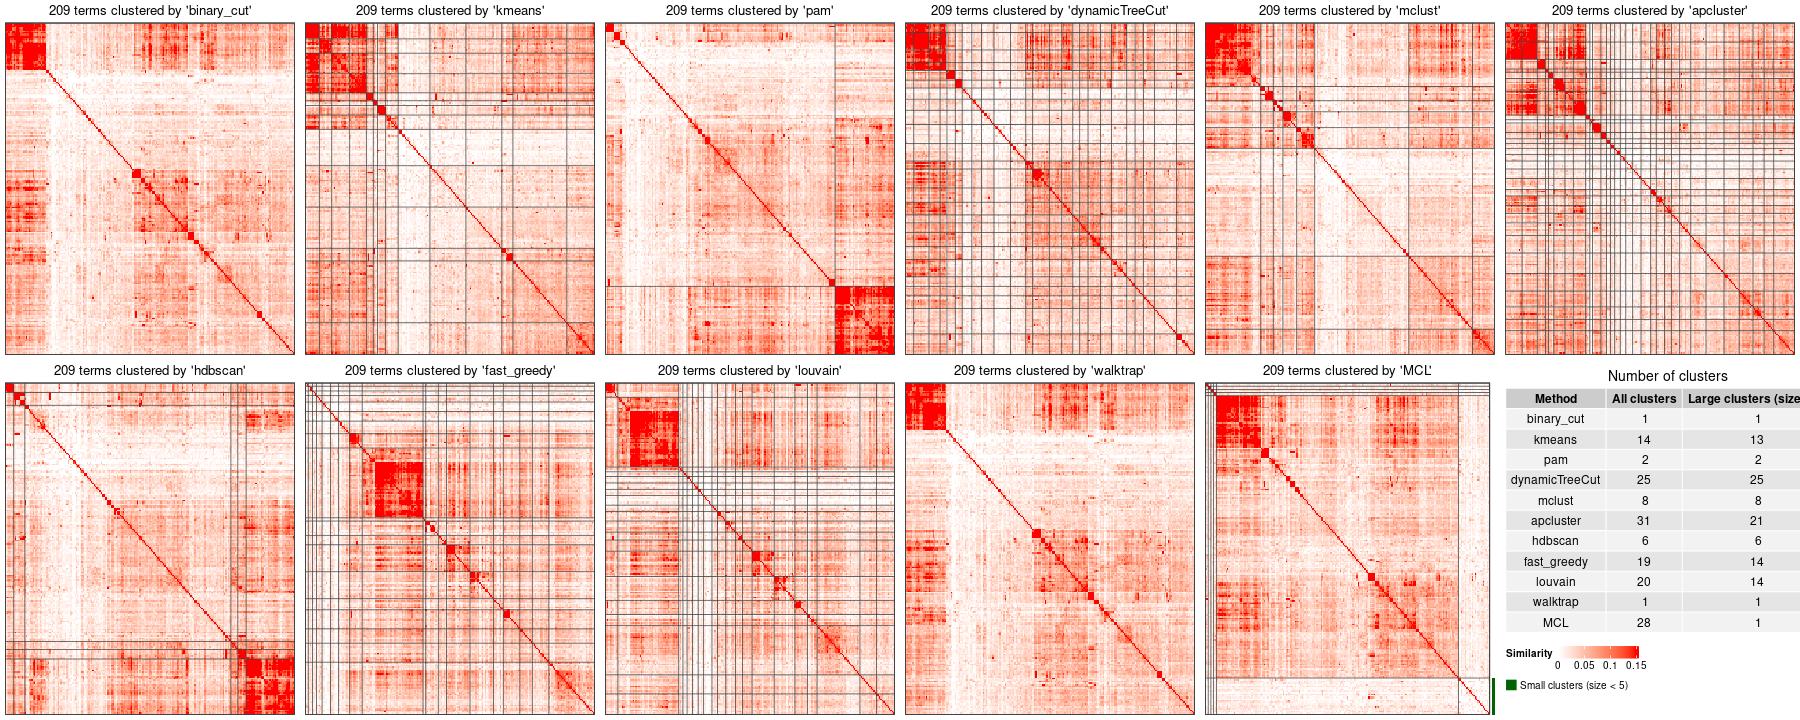 209 terms clustered by 'binary_cut'
209 terms clustered by 'kmeans'
209 terms clustered by 'pam'
209 terms clustered by 'dynamicTreeCut'
209 terms clustered by 'mclust'
209 terms clustered by 'apcluster'
209 terms clustered by 'hdbscan'
209 terms clustered by 'fast_greedy'
209 terms clustered by 'louvain'
209 terms clustered by 'walktrap'
209 terms clustered by 'MCL'
Number of clusters
Method All clusters Large clusters (size
binary_cut 1 1
kmeans 14 13
pam 2 2
dynamicTreeCut 25 25
mclust 8 8
apcluster 31 21
hdbscan 6 6
fast_greedy 19 14
louvain 20 14
walktrap 1 1
MCL 28 1
Similarity
0 0.05 0.1 0.15
Small clusters (size < 5)